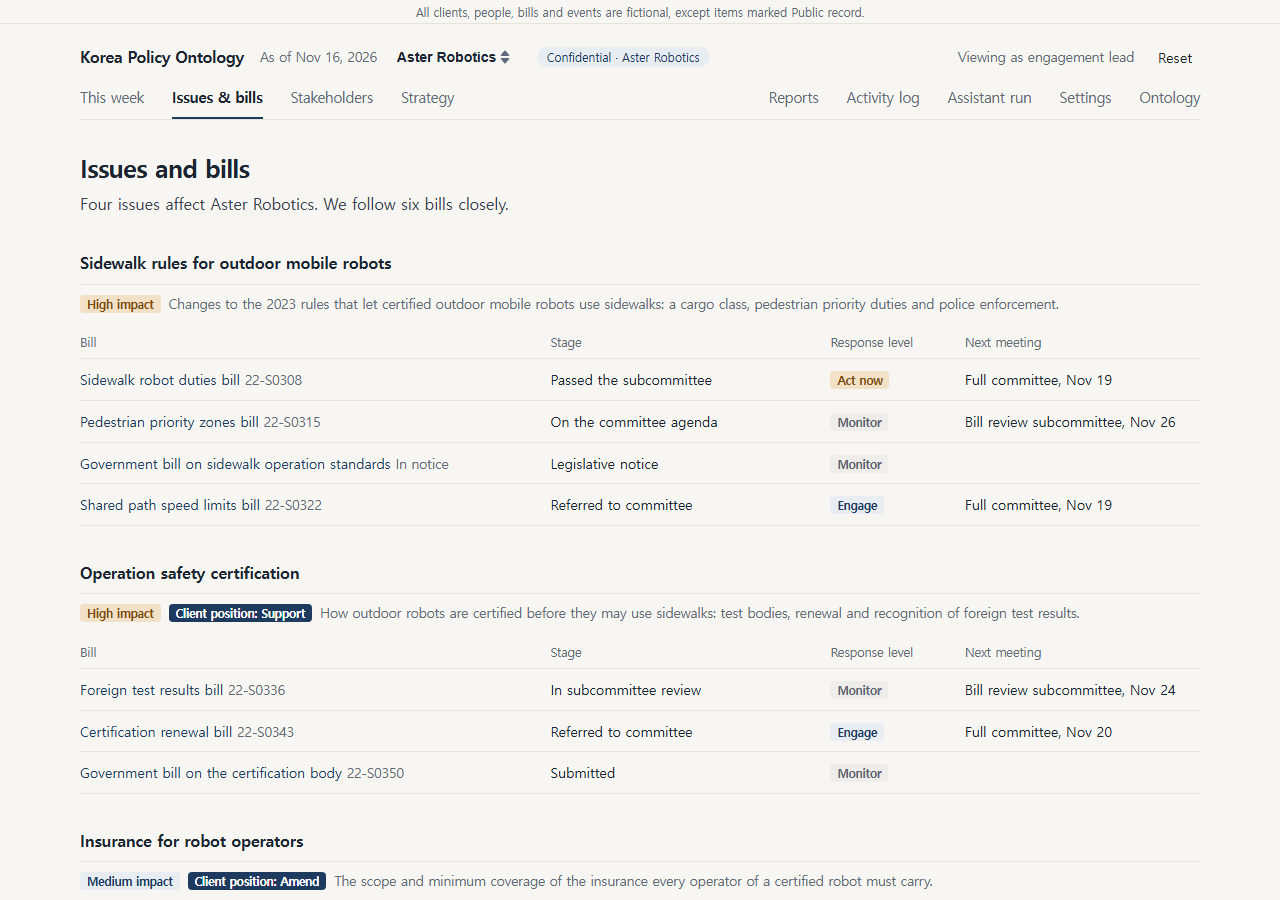 All clients, people, bills and events are fictional, except items marked Public record.
Korea Policy Ontology As of Nov 16, 2026 Aster Robotics Confidential · Aster Robotics Viewing as engagement lead Reset
This week Issues & bills Stakeholders Strategy Reports Activity log Assistant run Settings Ontology
Issues and bills
Four issues affect Aster Robotics. We follow six bills closely.
Sidewalk rules for outdoor mobile robots
High impact Changes to the 2023 rules that let certified outdoor mobile robots use sidewalks: a cargo class, pedestrian priority duties and police enforcement.
Bill Stage Response level Next meeting
Sidewalk robot duties bill 22-S0308 Passed the subcommittee Act now Full committee, Nov 19
Pedestrian priority zones bill 22-S0315 On the committee agenda Monitor Bill review subcommittee, Nov 26
Government bill on sidewalk operation standards In notice Legislative notice Monitor
Shared path speed limits bill 22-S0322 Referred to committee Engage Full committee, Nov 19
Operation safety certification
High impact Client position: Support How outdoor robots are certified before they may use sidewalks: test bodies, renewal and recognition of foreign test results.
Bill Stage Response level Next meeting
Foreign test results bill 22-S0336 In subcommittee review Monitor Bill review subcommittee, Nov 24
Certification renewal bill 22-S0343 Referred to committee Engage Full committee, Nov 20
Government bill on the certification body 22-S0350 Submitted Monitor
Insurance for robot operators
Medium impact Client position: Amend The scope and minimum coverage of the insurance every operator of a certified robot must carry.